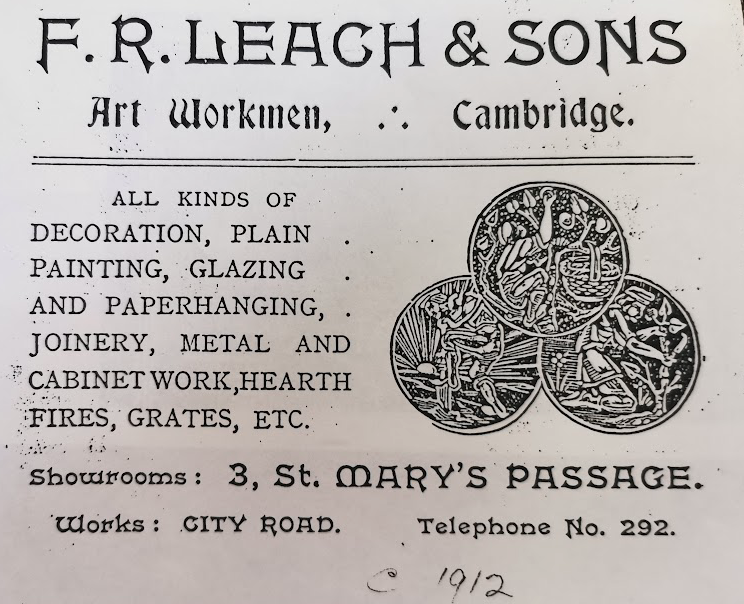 F. R. LEACH & SONS
Art Workmen, ∴ Cambridge.
ALL KINDS OF
DECORATION, PLAIN .
PAINTING, GLAZING .
AND PAPERHANGING, .
JOINERY, METAL AND
CABINET WORK, HEARTH
FIRES, GRATES, ETC.
Showrooms: 3, St. MARY'S PASSAGE.
Works: CITY ROAD. Telephone No. 292.
c 1912